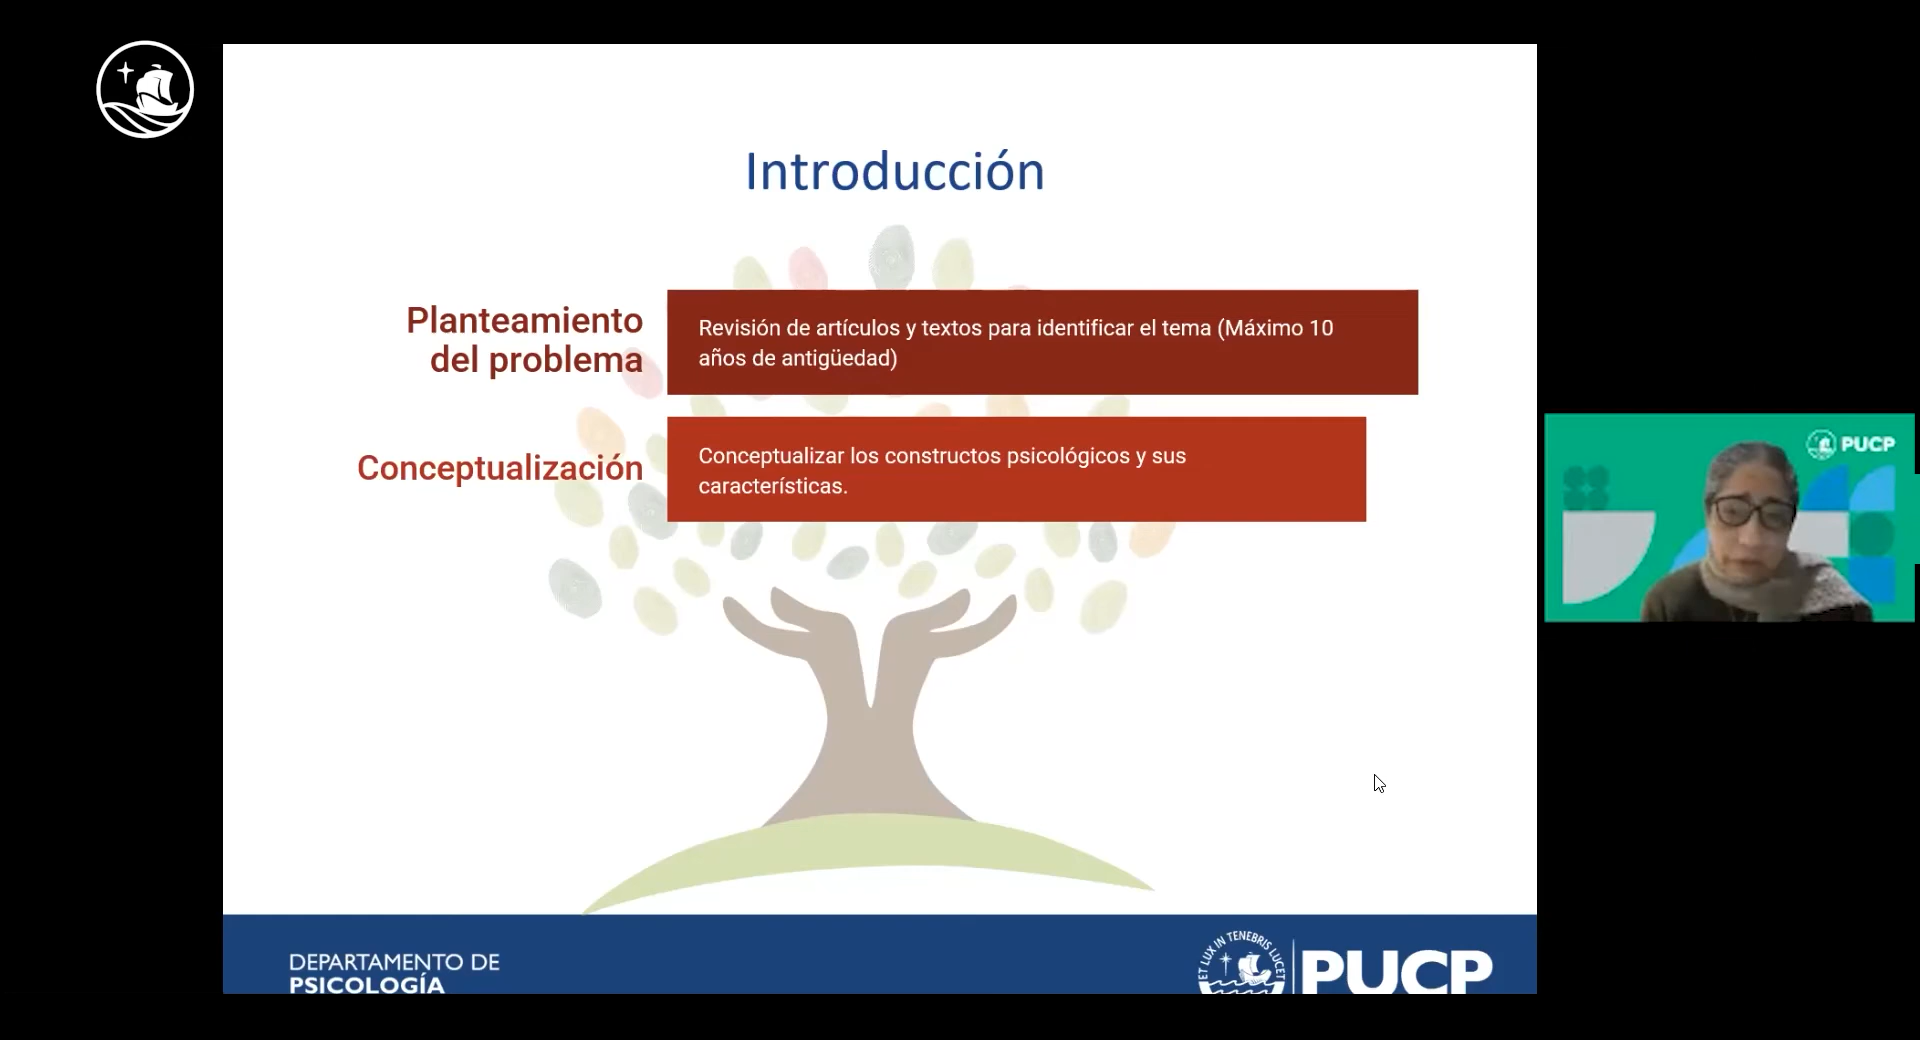 Introducción
Planteamiento
del problema
Revisión de artículos y textos para identificar el tema (Máximo 10
años de antigüedad)
Conceptualización
Conceptualizar los constructos psicológicos y sus
características.
PUCP
DEPARTAMENTO DE
PSICOLOGÍA
ET LUX IN TENEBRIS LUCET
PUCP